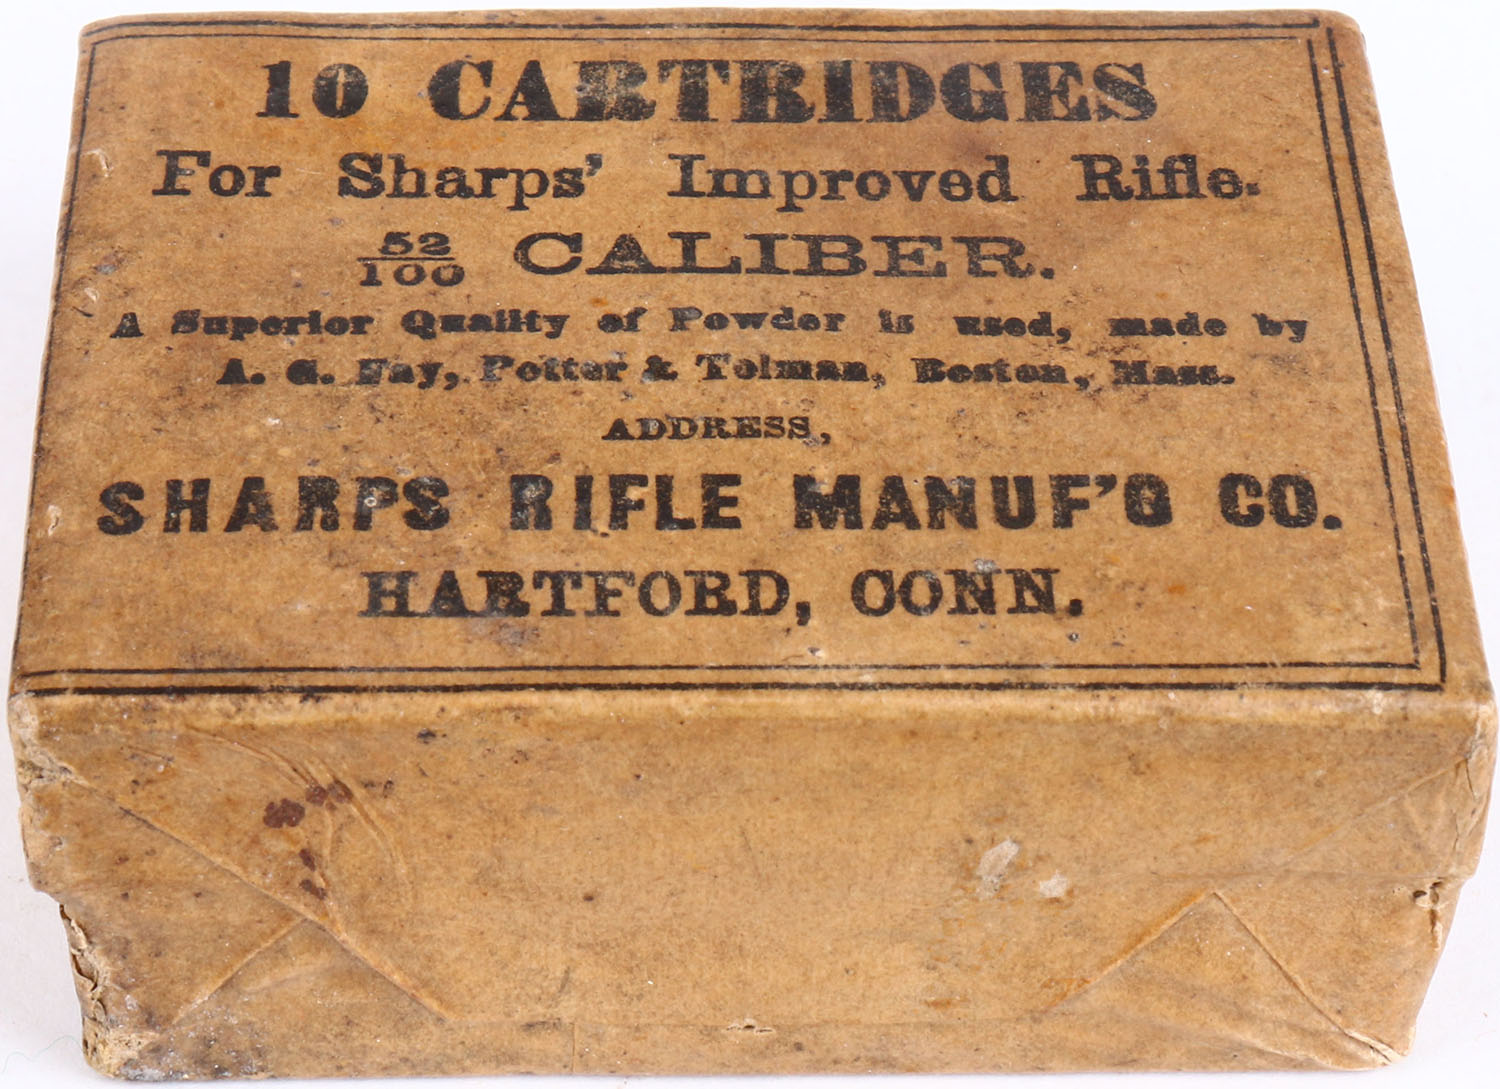 10 CARTRIDGES
For Sharps' Improved Rifle.
52/100 CALIBER.
A Superior Quality of Powder is used, made by
A. G. Fay, Potter & Tolman, Boston, Mass.
ADDRESS,
SHARPS RIFLE MANUF'G CO.
HARTFORD, CONN.